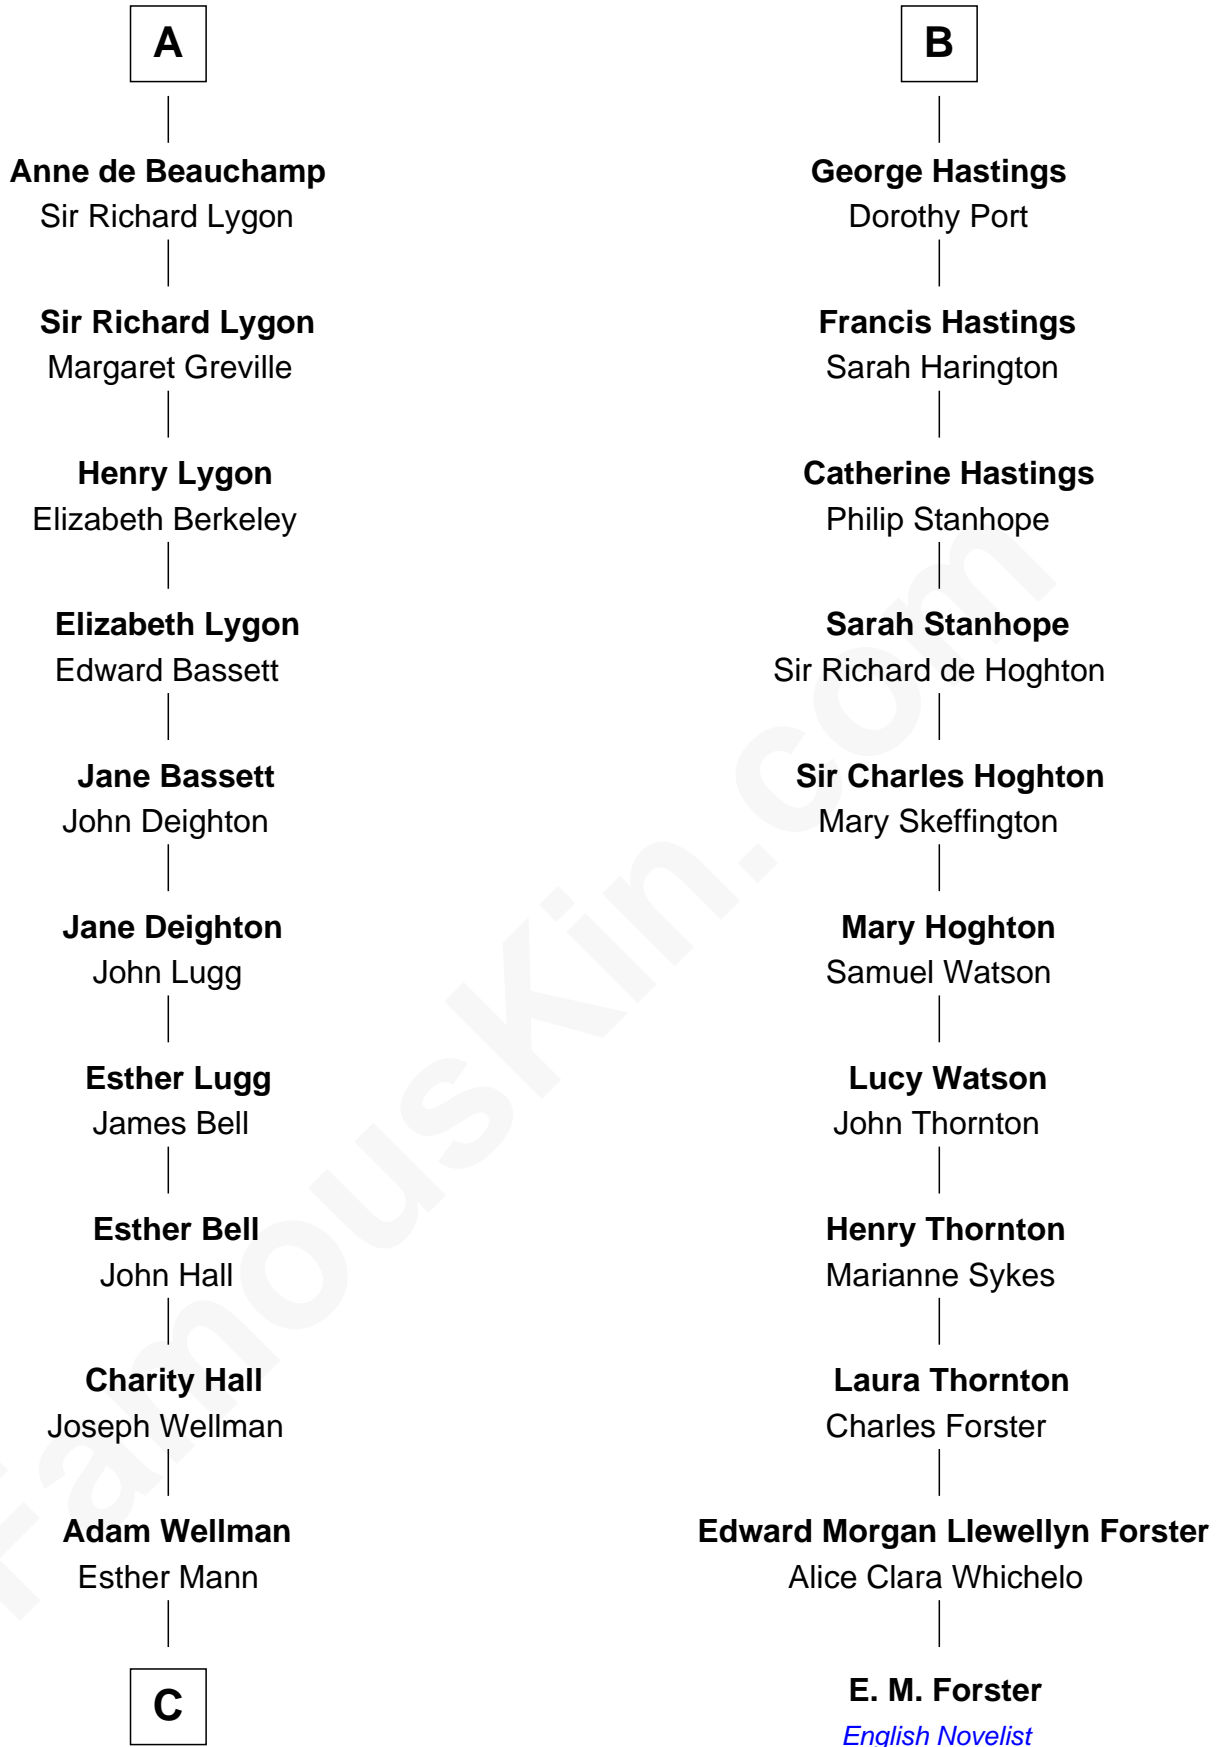 A
Anne de Beauchamp
Sir Richard Lygon
Sir Richard Lygon
Margaret Greville
Henry Lygon
Elizabeth Berkeley
Elizabeth Lygon
Edward Bassett
Jane Bassett
John Deighton
Jane Deighton
John Lugg
Esther Lugg
James Bell
Esther Bell
John Hall
Charity Hall
Joseph Wellman
Adam Wellman
Esther Mann
C
B
George Hastings
Dorothy Port
Francis Hastings
Sarah Harington
Catherine Hastings
Philip Stanhope
Sarah Stanhope
Sir Richard de Hoghton
Sir Charles Hoghton
Mary Skeffington
Mary Hoghton
Samuel Watson
Lucy Watson
John Thornton
Henry Thornton
Marianne Sykes
Laura Thornton
Charles Forster
Edward Morgan Llewellyn Forster
Alice Clara Whichelo
E. M. Forster
English Novelist
FamousKin.com